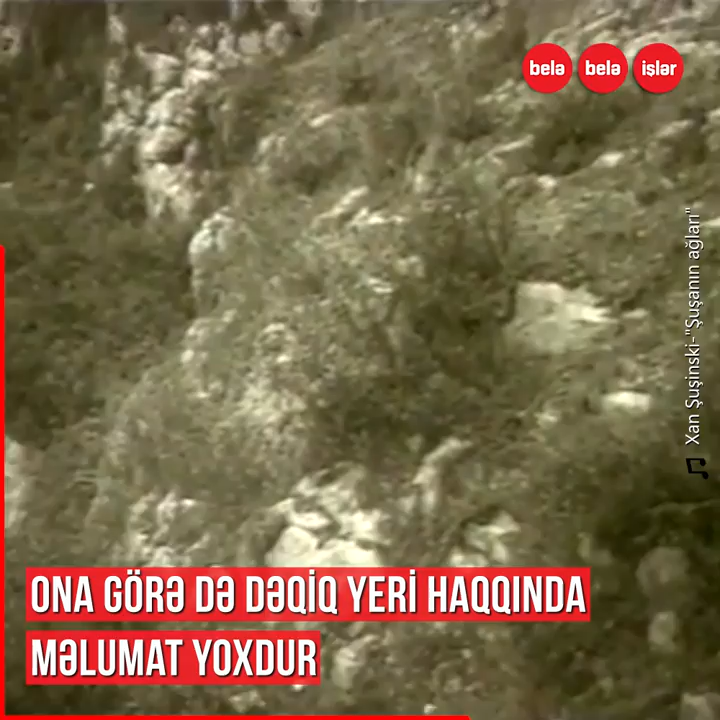 belə belə işlər
Xan Şuşinski-"Şuşanın ağları"
ONA GÖRƏ DƏ DƏQİQ YERİ HAQQINDA
MƏLUMAT YOXDUR